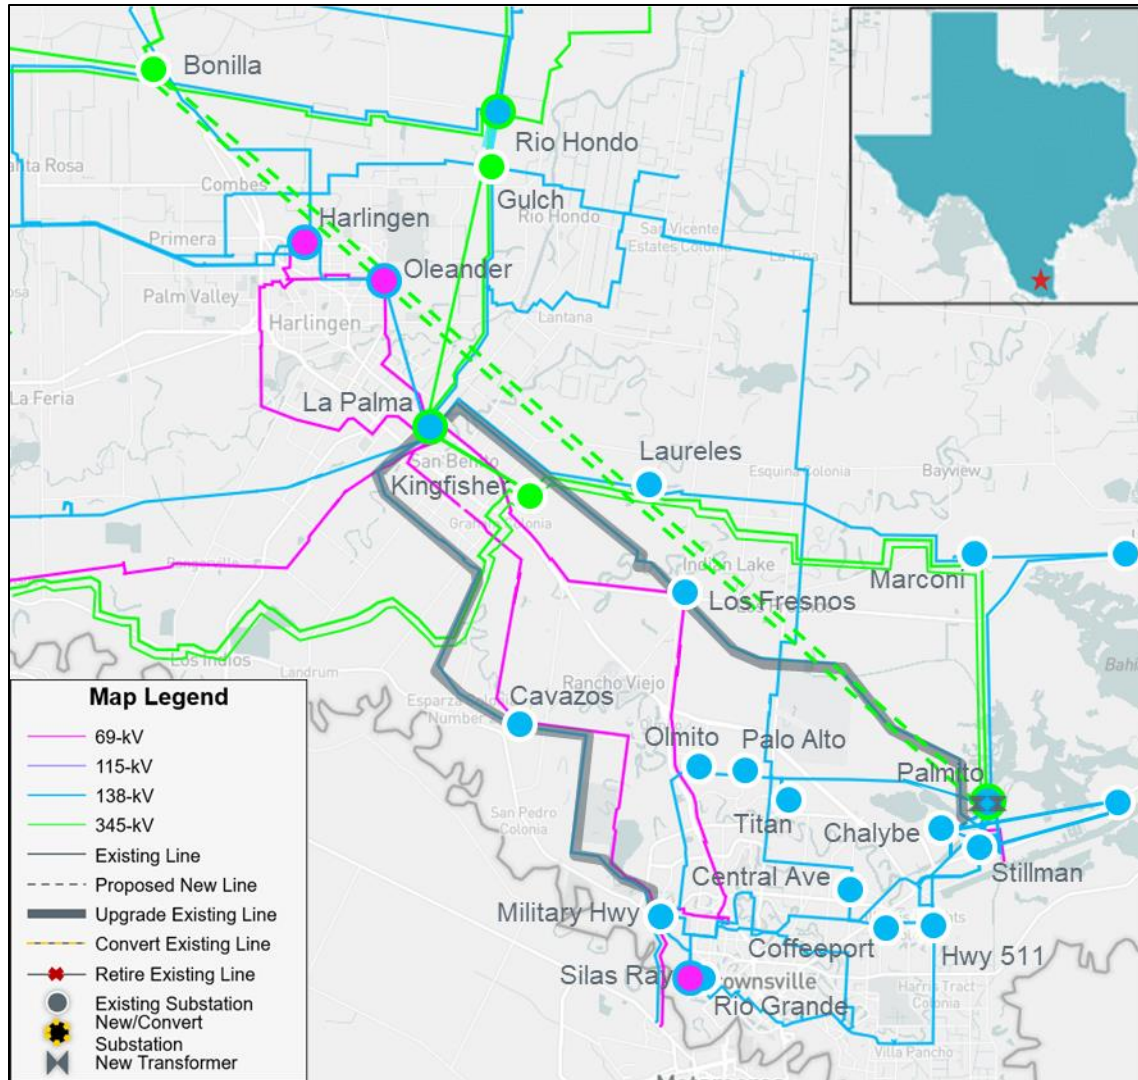 Bonilla
Rio Hondo
Santa Rosa
Combes
Gulch
Rio Hondo
Harlingen
San Vicente
Estates Colonia
Primera
La Tina
Oleander
Palm Valley
Harlingen
Lantana
La Feria
La Palma
Laureles
San Benito
Esquina Colonia
Bayview
Kingfisher
Indian Lake
Marconi
Los Fresnos
Los Indios
Landrum
Rancho Viejo
Cavazos
Esparza
Number
Olmito
Palo Alto
Palmito
San Pedro
Colonia
Titan
Chalybe
Stillman
Central Ave
Military Hwy
Coffeeport
Hwy 511
Silas Ray
Brownsville
Rio Grande
Harris Tract
Colonia
Villa Pancho
Matamoros
Map Legend
69-kV
115-kV
138-kV
345-kV
Existing Line
Proposed New Line
Upgrade Existing Line
Convert Existing Line
Retire Existing Line
Existing Substation
New/Convert
Substation
New Transformer